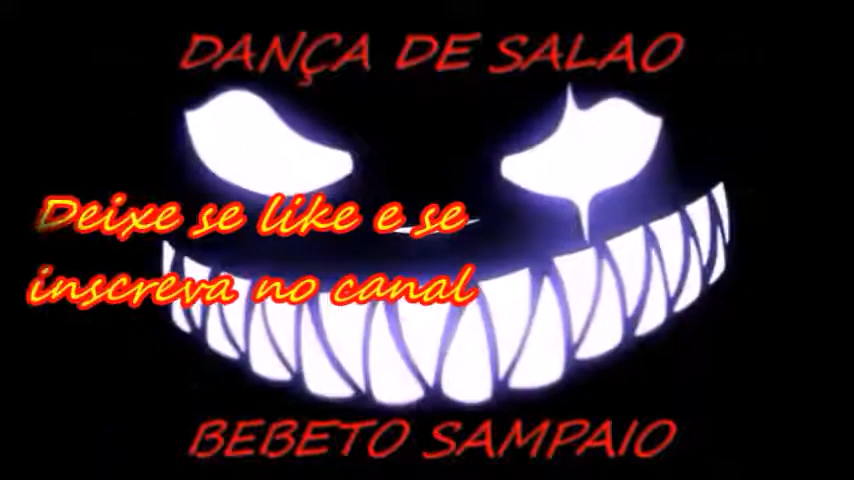 DANÇA DE SALAO
Deixe se like e se
inscreva no canal
BEBETO SAMPAIO